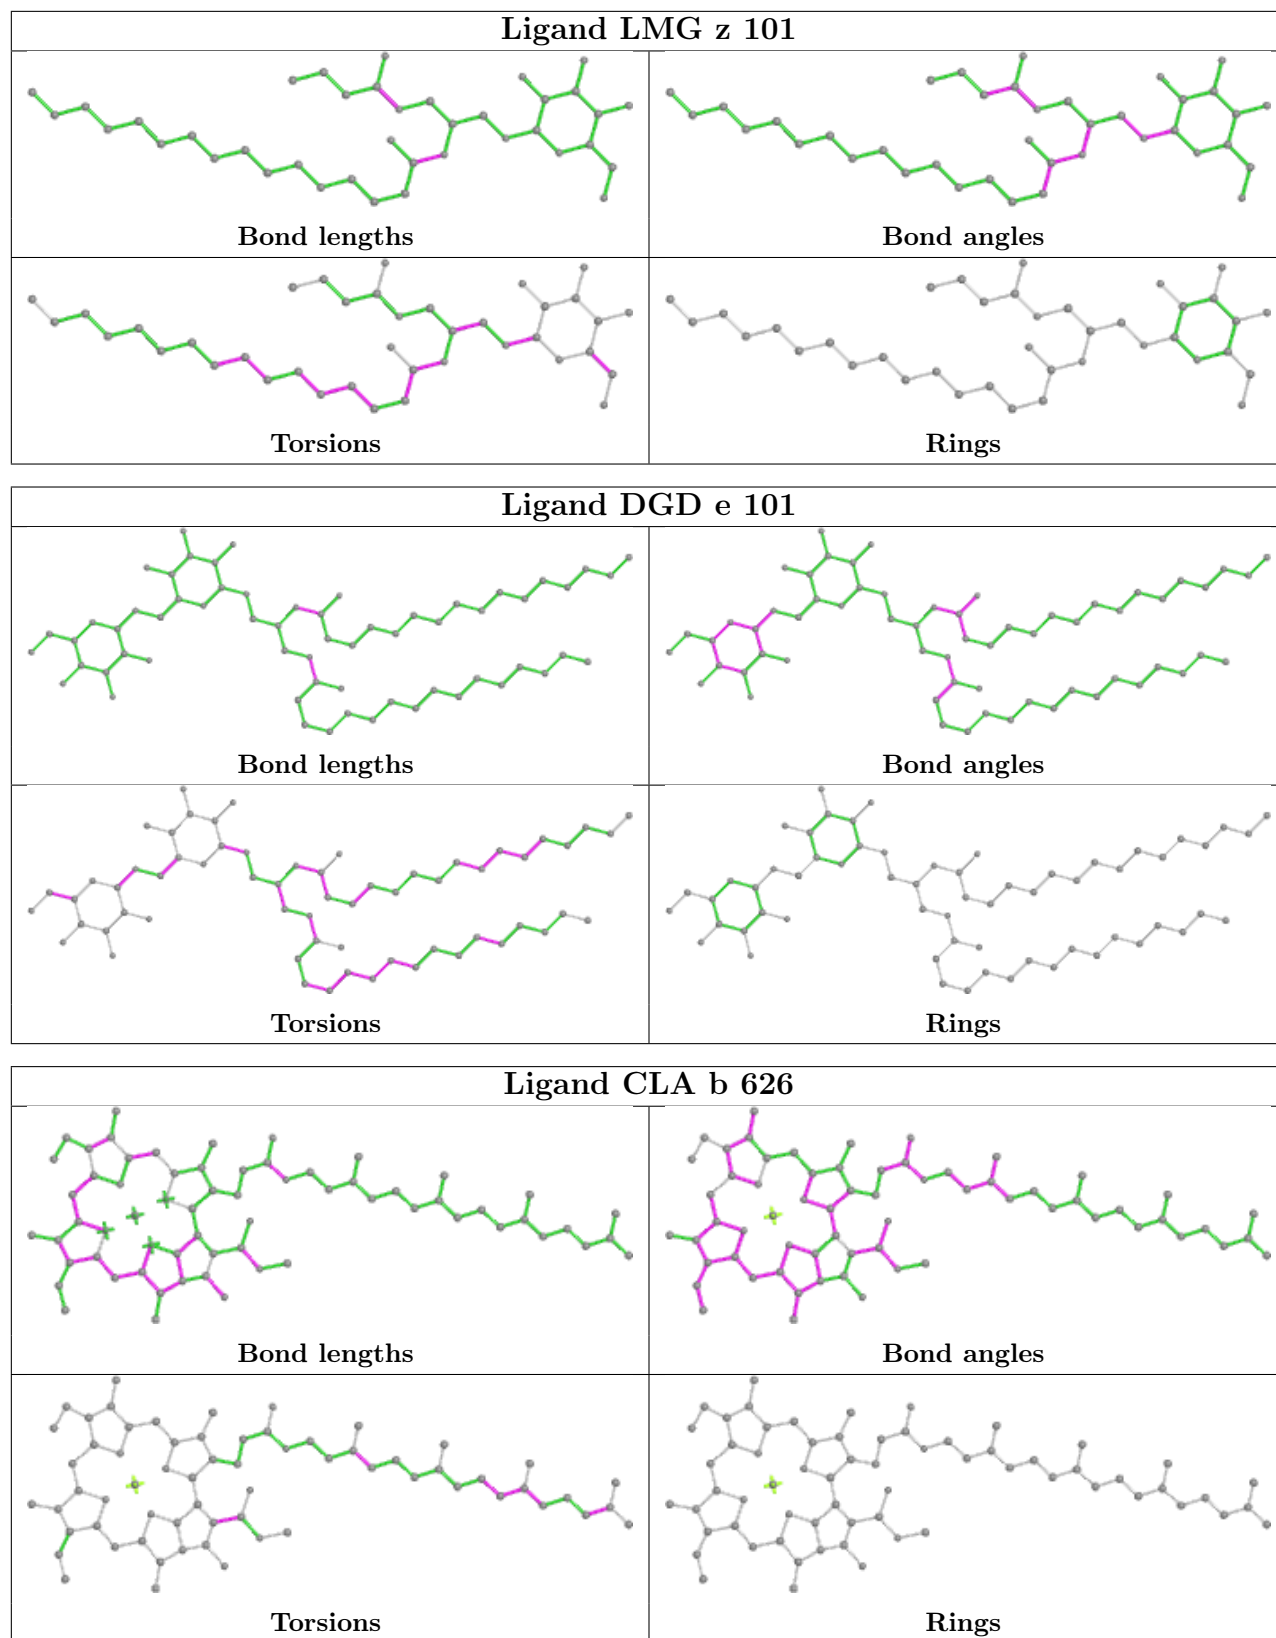 Ligand LMG z 101
Bond lengths
Bond angles
Torsions
Rings
Ligand DGD e 101
Bond lengths
Bond angles
Torsions
Rings
Ligand CLA b 626
Bond lengths
Bond angles
Torsions
Rings